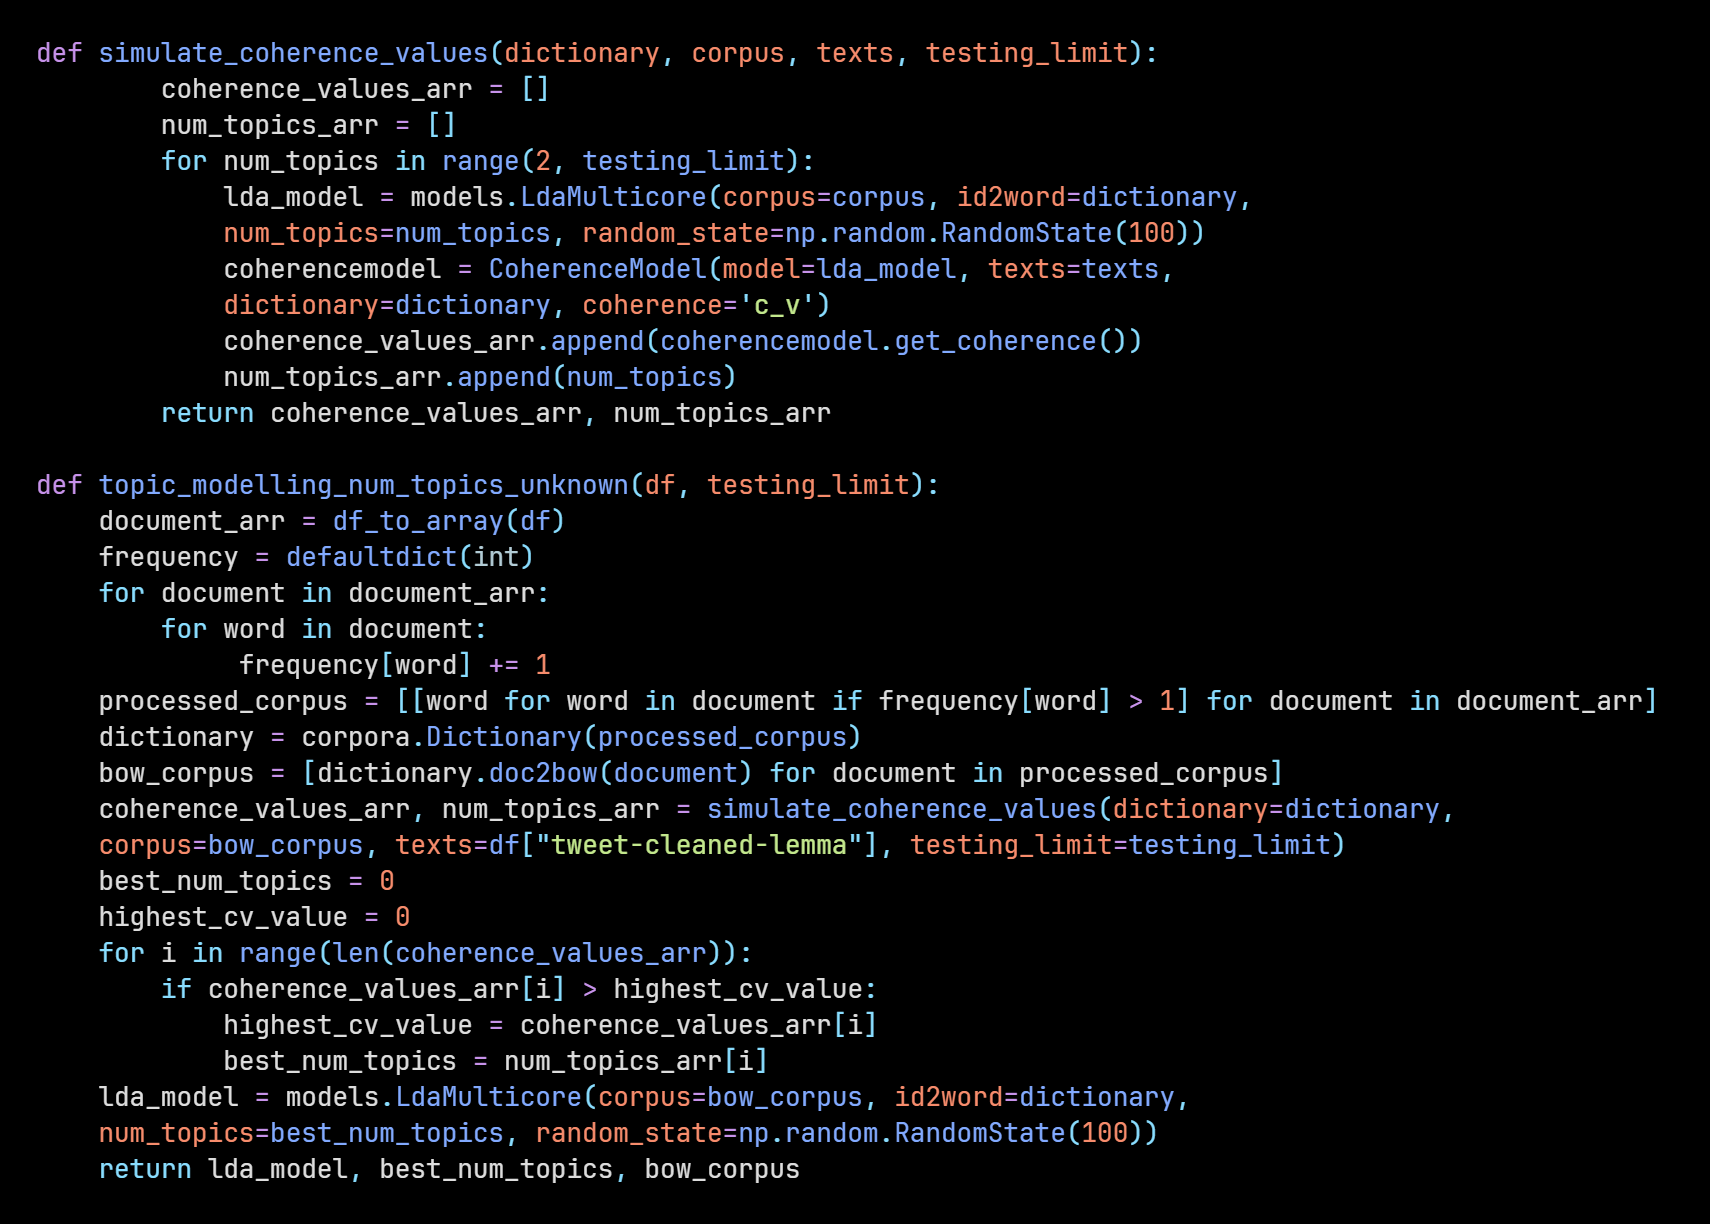 def simulate_coherence_values(dictionary, corpus, texts, testing_limit):
        coherence_values_arr = []
        num_topics_arr = []
        for num_topics in range(2, testing_limit):
            lda_model = models.LdaMulticore(corpus=corpus, id2word=dictionary,
            num_topics=num_topics, random_state=np.random.RandomState(100))
            coherencemodel = CoherenceModel(model=lda_model, texts=texts,
            dictionary=dictionary, coherence='c_v')
            coherence_values_arr.append(coherencemodel.get_coherence())
            num_topics_arr.append(num_topics)
        return coherence_values_arr, num_topics_arr

def topic_modelling_num_topics_unknown(df, testing_limit):
    document_arr = df_to_array(df)
    frequency = defaultdict(int)
    for document in document_arr:
        for word in document:
             frequency[word] += 1
    processed_corpus = [[word for word in document if frequency[word] > 1] for document in document_arr]
    dictionary = corpora.Dictionary(processed_corpus)
    bow_corpus = [dictionary.doc2bow(document) for document in processed_corpus]
    coherence_values_arr, num_topics_arr = simulate_coherence_values(dictionary=dictionary,
    corpus=bow_corpus, texts=df["tweet-cleaned-lemma"], testing_limit=testing_limit)
    best_num_topics = 0
    highest_cv_value = 0
    for i in range(len(coherence_values_arr)):
        if coherence_values_arr[i] > highest_cv_value:
            highest_cv_value = coherence_values_arr[i]
            best_num_topics = num_topics_arr[i]
    lda_model = models.LdaMulticore(corpus=bow_corpus, id2word=dictionary,
    num_topics=best_num_topics, random_state=np.random.RandomState(100))
    return lda_model, best_num_topics, bow_corpus